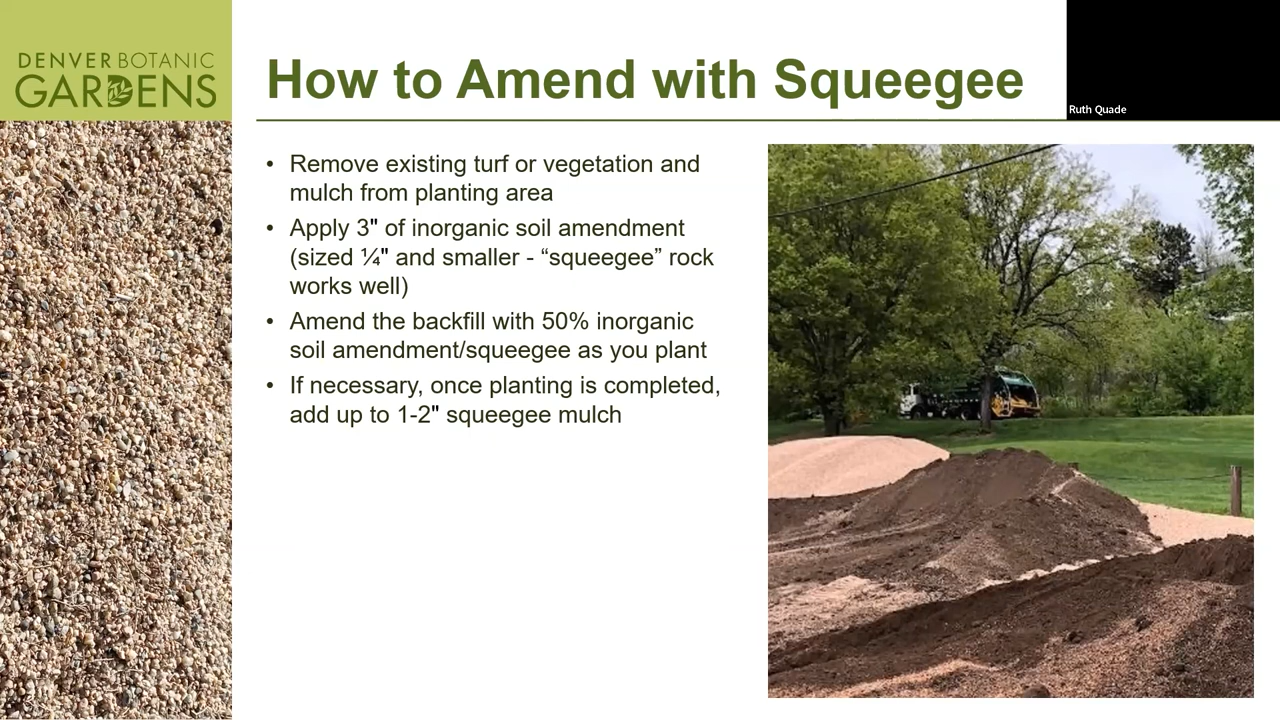 DENVER BOTANIC
GARDENS
How to Amend with Squeegee
Ruth Quade
• Remove existing turf or vegetation and
mulch from planting area
• Apply 3" of inorganic soil amendment
(sized ¼" and smaller - “squeegee” rock
works well)
• Amend the backfill with 50% inorganic
soil amendment/squeegee as you plant
• If necessary, once planting is completed,
add up to 1-2" squeegee mulch